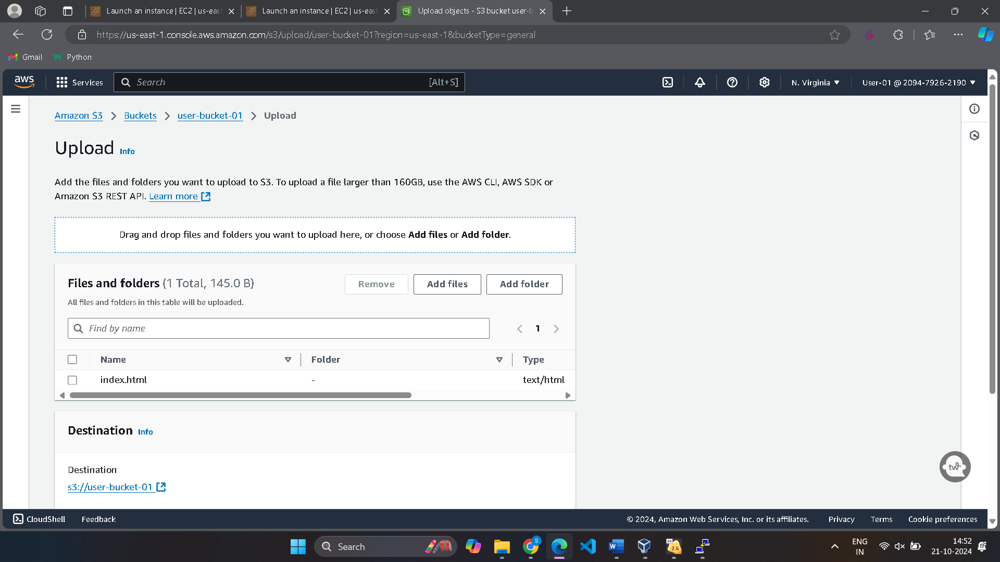 Launch an instance | EC2 | us-east
Launch an instance | EC2 | us-east
Upload objects - S3 bucket user-b
https://us-east-1.console.aws.amazon.com/s3/upload/user-bucket-01?region=us-east-1&bucketType=general
Gmail
Python
aws
Services
Search
[Alt+S]
N. Virginia
User-01 @ 2094-7926-2190
Amazon S3
Buckets
user-bucket-01
Upload
Upload Info
Add the files and folders you want to upload to S3. To upload a file larger than 160GB, use the AWS CLI, AWS SDK or
Amazon S3 REST API. Learn more
Drag and drop files and folders you want to upload here, or choose Add files or Add folder.
Files and folders (1 Total, 145.0 B)
Remove
Add files
Add folder
All files and folders in this table will be uploaded.
Find by name
1
Name
Folder
Type
index.html
-
text/html
Destination Info
Destination
s3://user-bucket-01
tw
CloudShell
Feedback
© 2024, Amazon Web Services, Inc. or its affiliates.
Privacy
Terms
Cookie preferences
Search
S
W
64
2.6
ENG
IN
14:52
21-10-2024